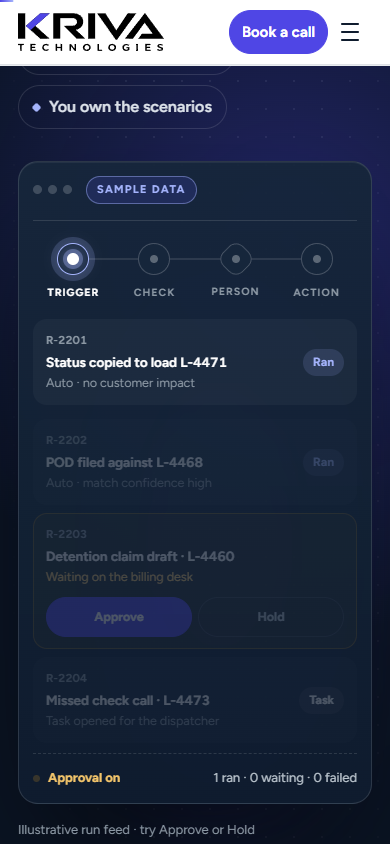 KRIVA
TECHNOLOGIES
Book a call
You own the scenarios
SAMPLE DATA
TRIGGER CHECK PERSON ACTION
R-2201
Status copied to load L-4471
Ran
Auto · no customer impact
R-2202
POD filed against L-4468
Ran
Auto · match confidence high
R-2203
Detention claim draft · L-4460
Waiting on the billing desk
Approve Hold
R-2204
Missed check call · L-4473
Task
Task opened for the dispatcher
Approval on 1 ran · 0 waiting · 0 failed
Illustrative run feed · try Approve or Hold